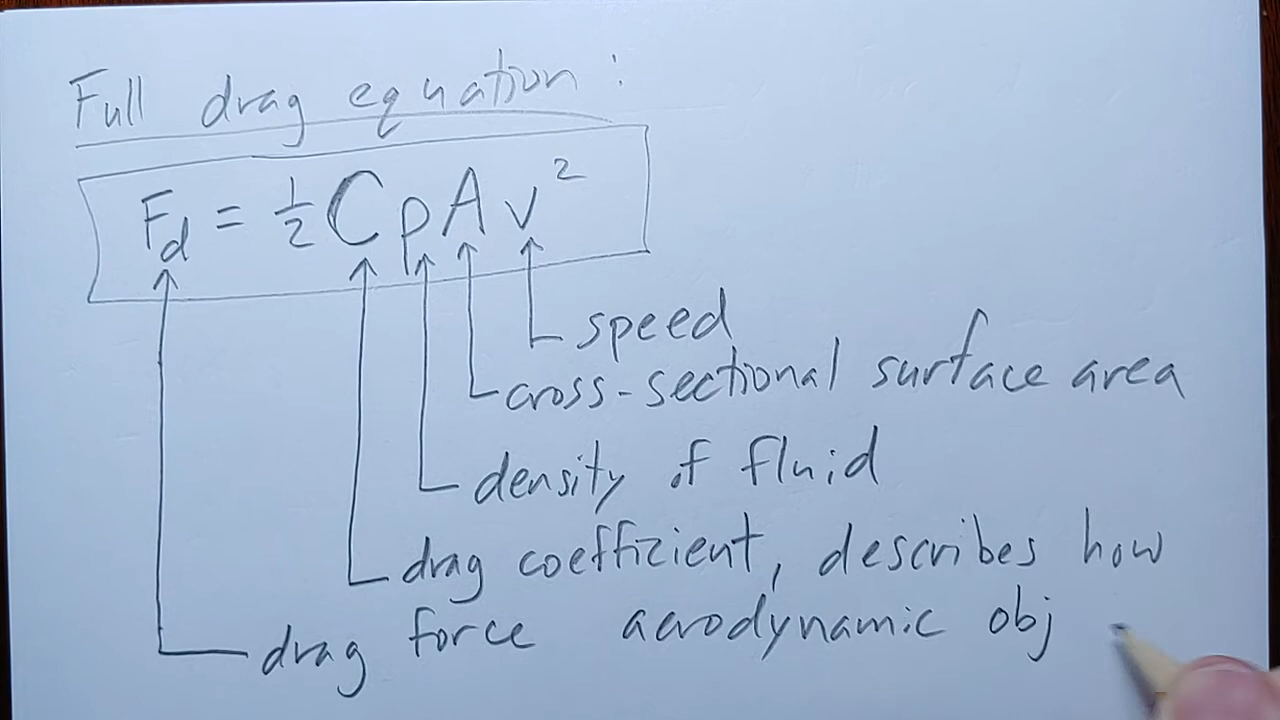 Full drag equation:
F_d = ½ C ρ A v²
speed
cross-sectional surface area
density of fluid
drag coefficient, describes how
aerodynamic obj
drag force